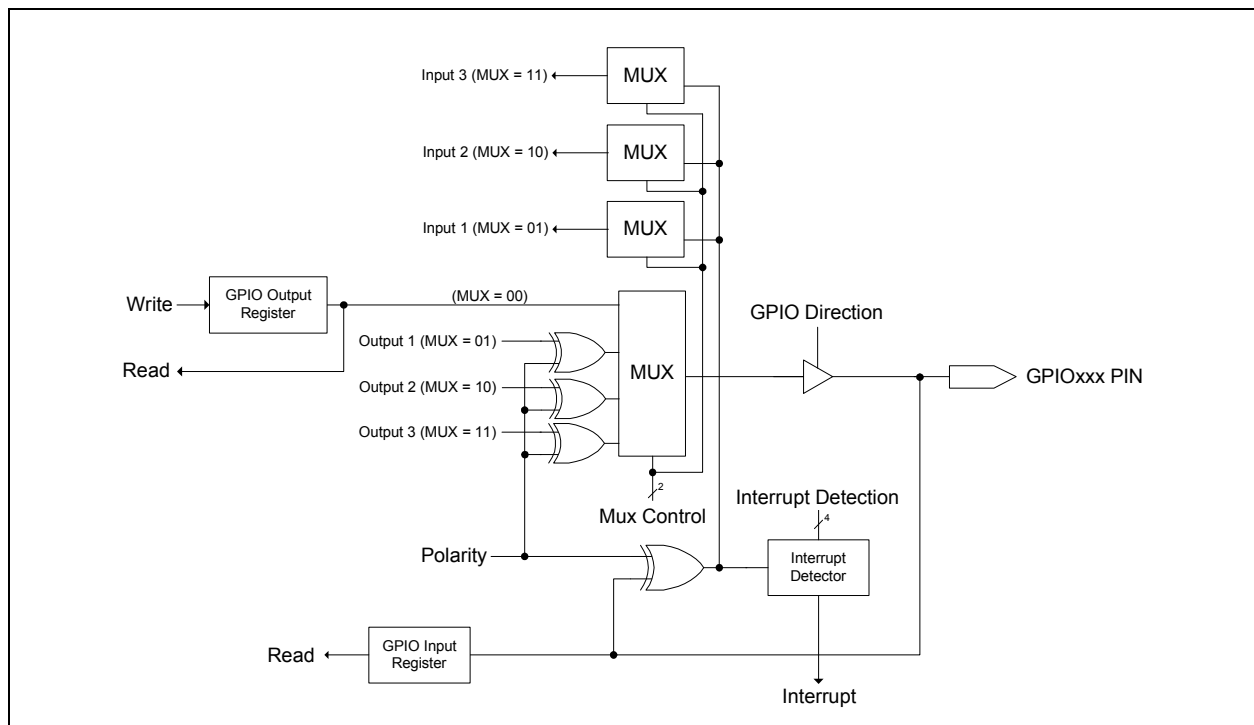 MUX
Input 3 (MUX = 11)
MUX
Input 2 (MUX = 10)
MUX
Input 1 (MUX = 01)
GPIO Output
Register
Write
(MUX = 00)
GPIO Direction
Output 1 (MUX = 01)
Read
MUX
GPIOxxx PIN
Output 2 (MUX = 10)
Output 3 (MUX = 11)
2
Mux Control
Interrupt Detection
4
Polarity
Interrupt
Detector
GPIO Input
Register
Read
Interrupt